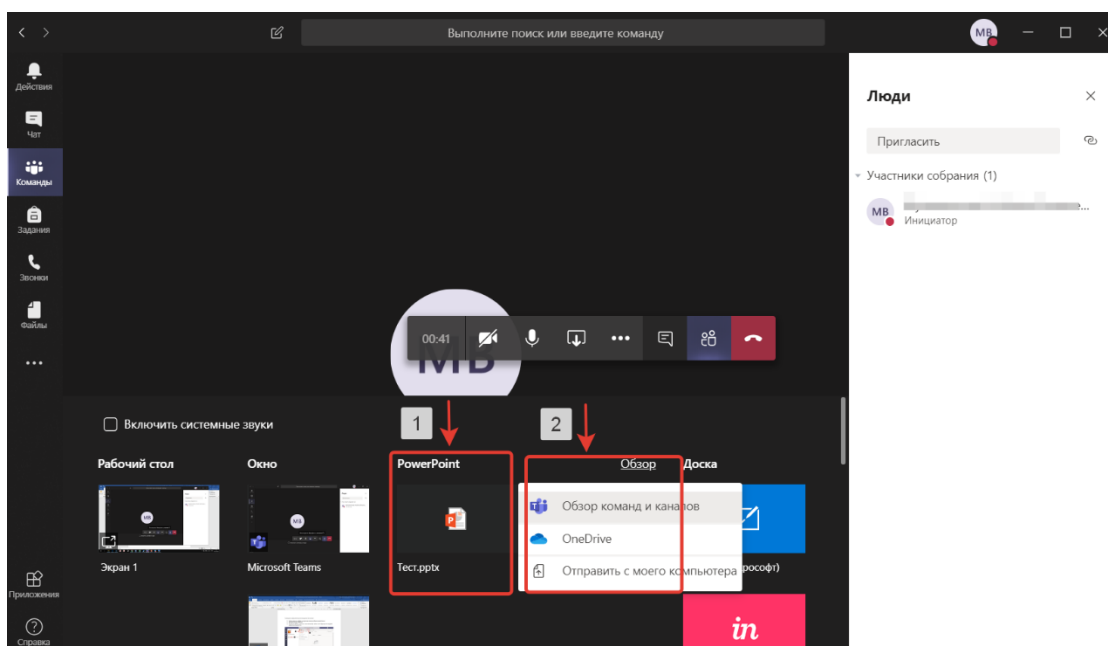 Выполните поиск или введите команду
MB
Действия
Чат
Команды
Задания
Звонки
Файлы
Приложения
Справка
00:41
MB
1
2
Включить системные звуки
Рабочий стол
Окно
PowerPoint
Обзор
Доска
Обзор команд и каналов
OneDrive
Отправить с моего компьютера
рософт)
Экран 1
Microsoft Teams
Тест.pptx
in
Люди
Пригласить
Участники собрания (1)
MB
Инициатор